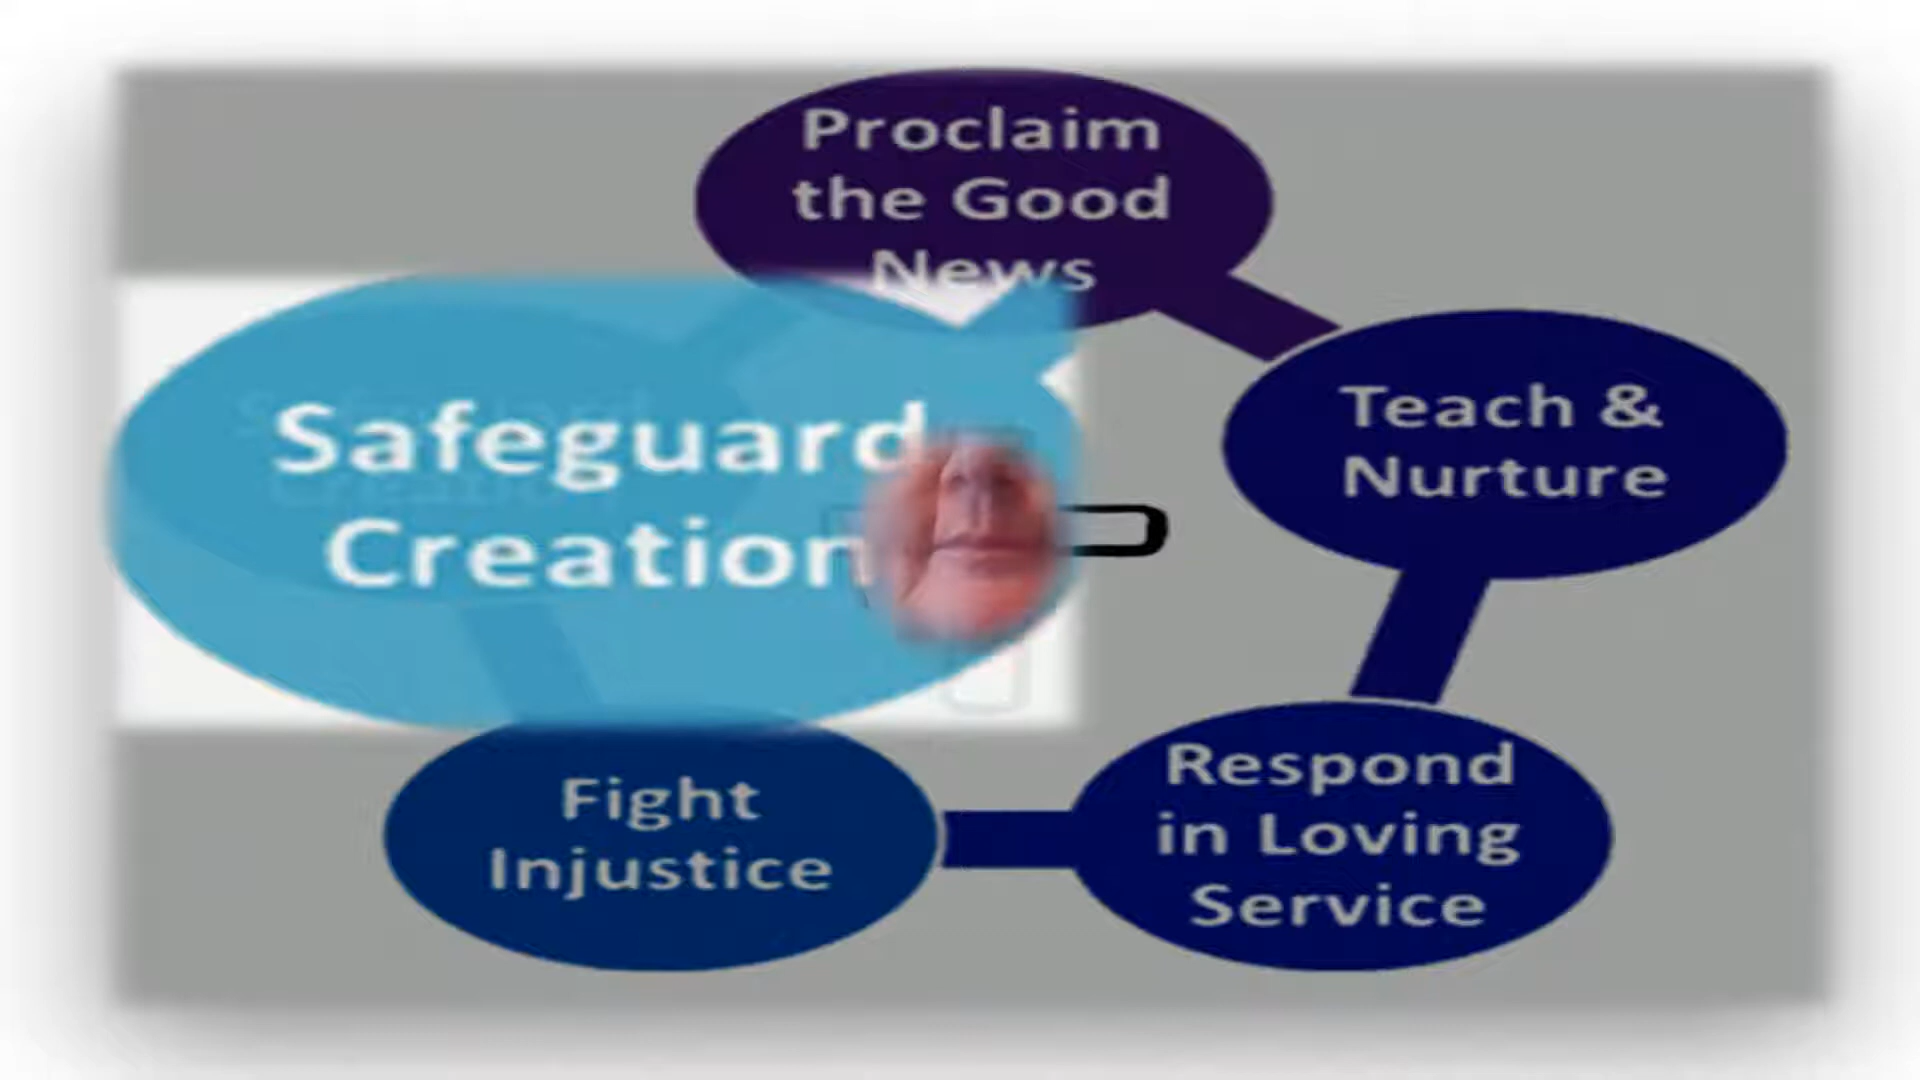 Proclaim
the Good
News
Teach &
Nurture
Safeguard
Creation
Respond
in Loving
Service
Fight
Injustice